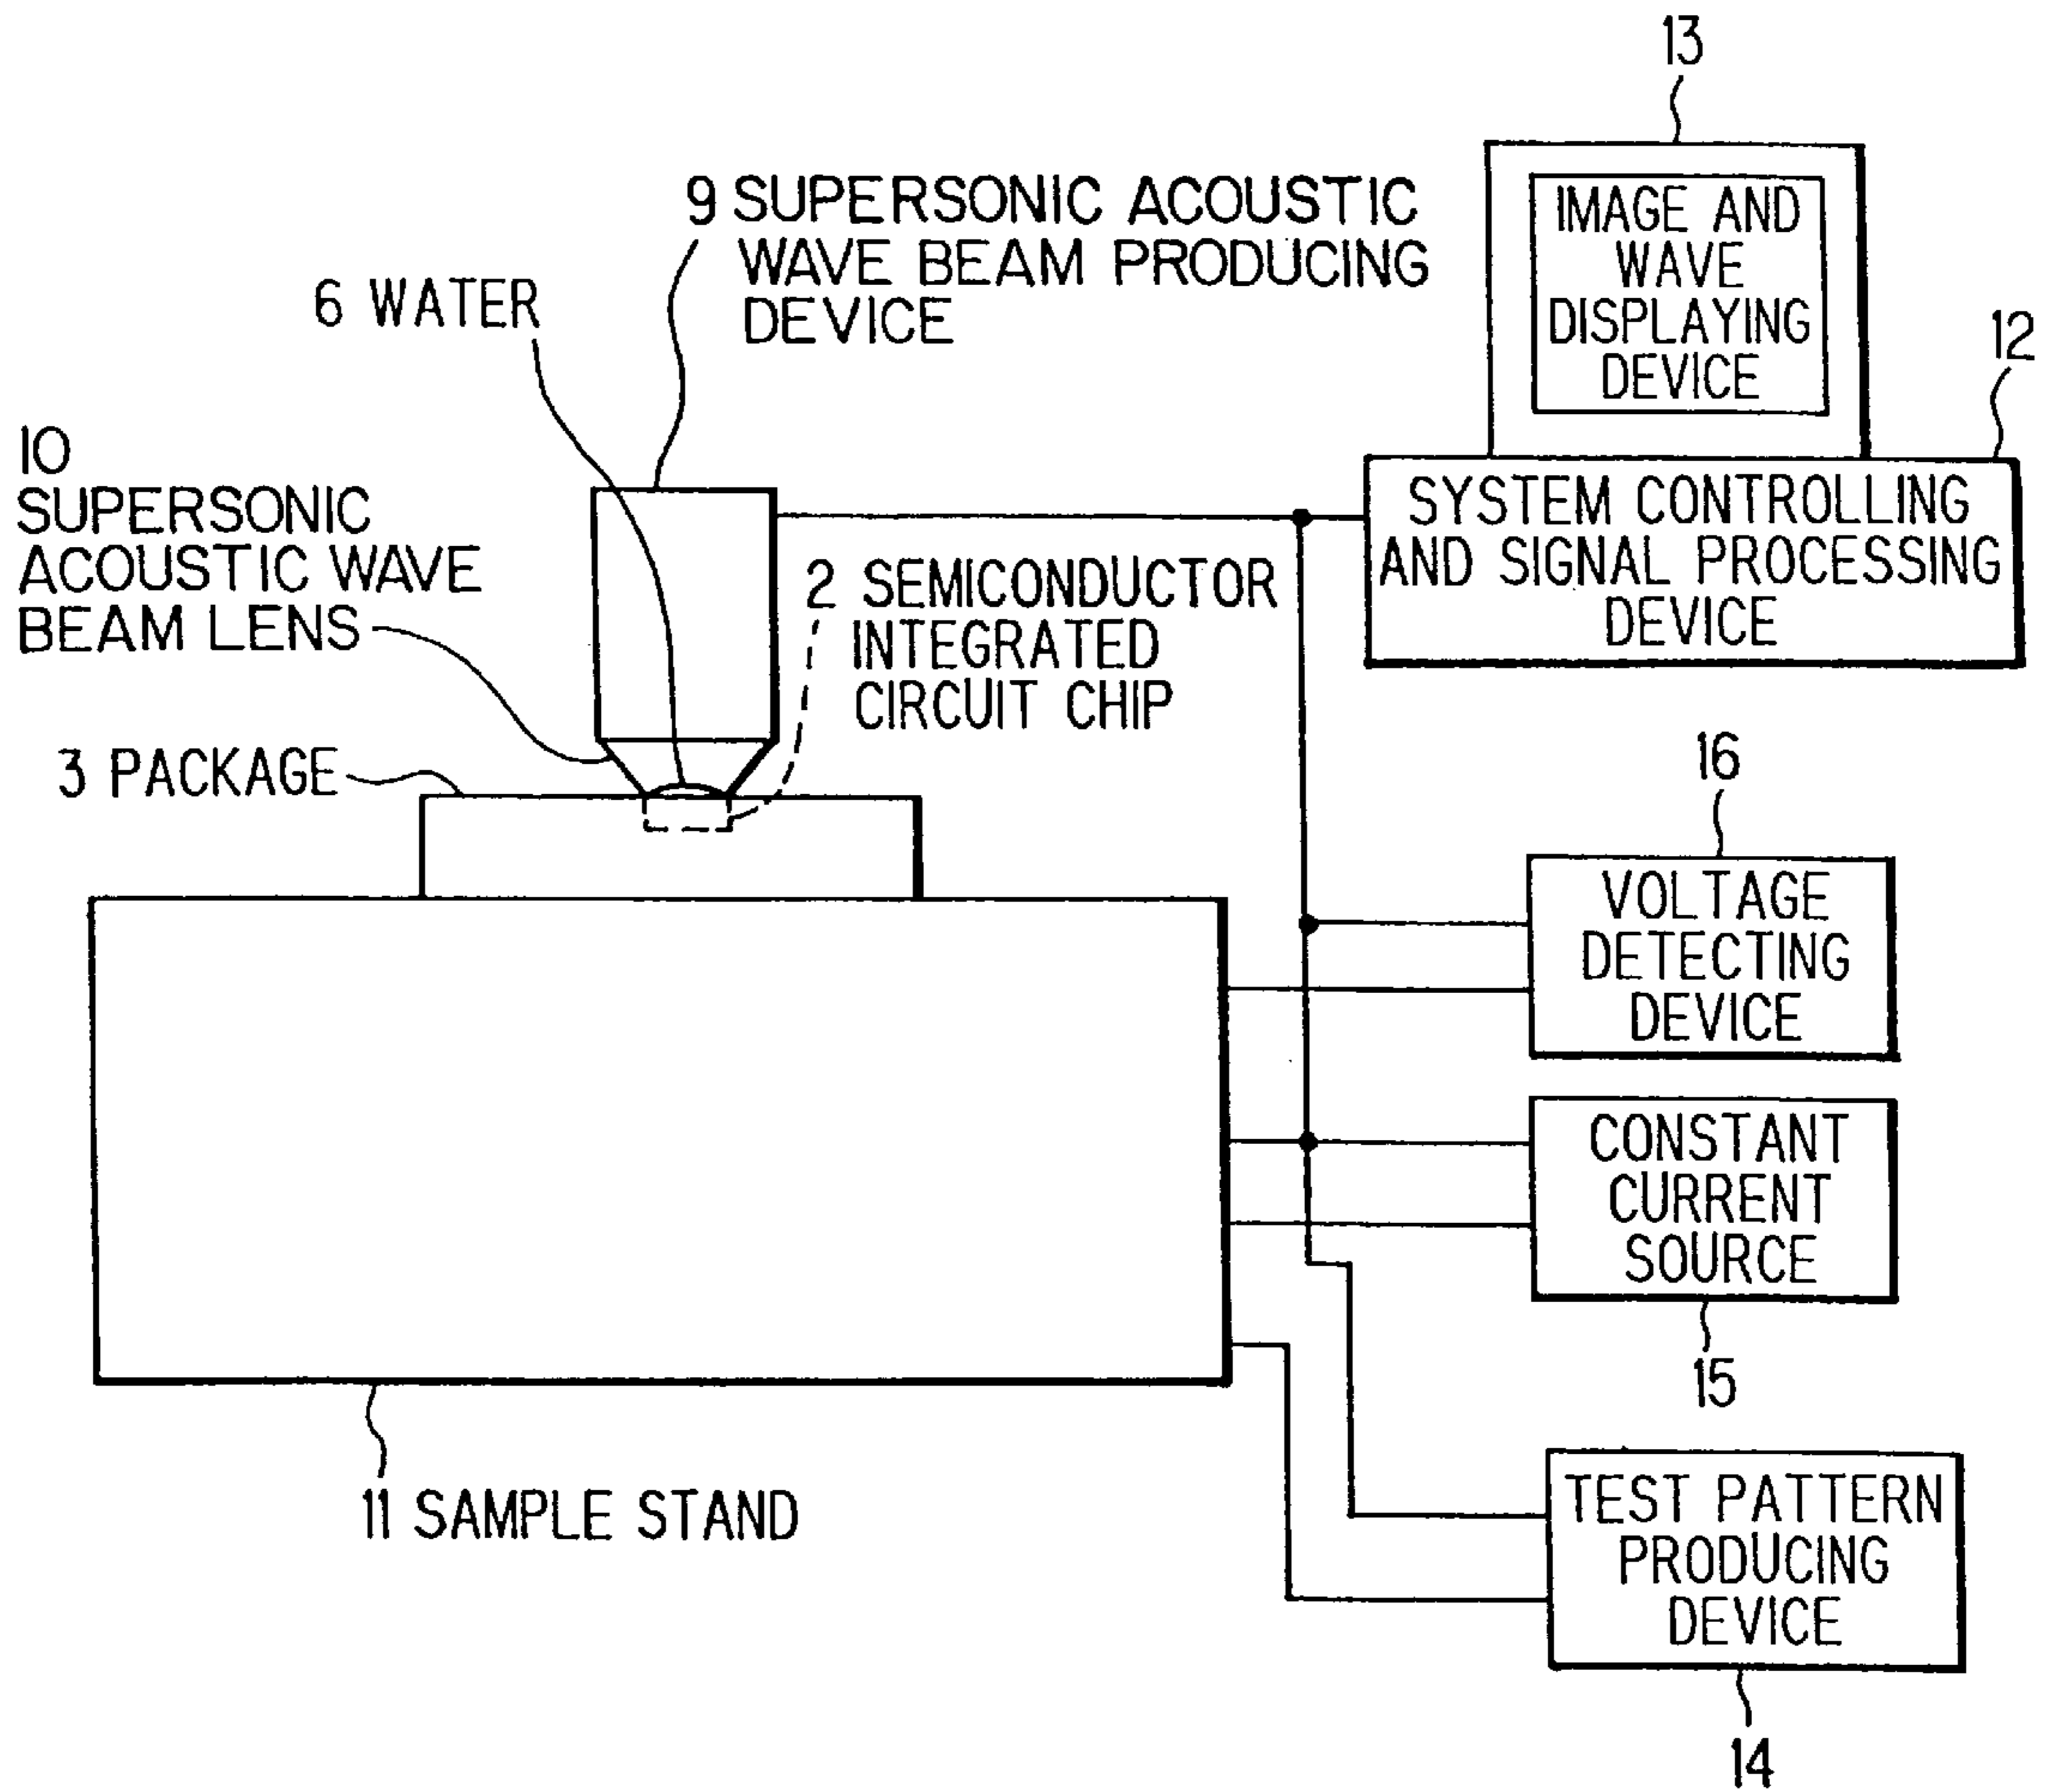 13
9 SUPERSONIC ACOUSTIC
WAVE BEAM PRODUCING
DEVICE
IMAGE AND
WAVE
DISPLAYING
DEVICE
6 WATER
12
10
SUPERSONIC
ACOUSTIC WAVE
BEAM LENS
SYSTEM CONTROLLING
AND SIGNAL PROCESSING
DEVICE
2 SEMICONDUCTOR
INTEGRATED
CIRCUIT CHIP
3 PACKAGE
16
VOLTAGE
DETECTING
DEVICE
CONSTANT
CURRENT
SOURCE
15
11 SAMPLE STAND
TEST PATTERN
PRODUCING
DEVICE
14